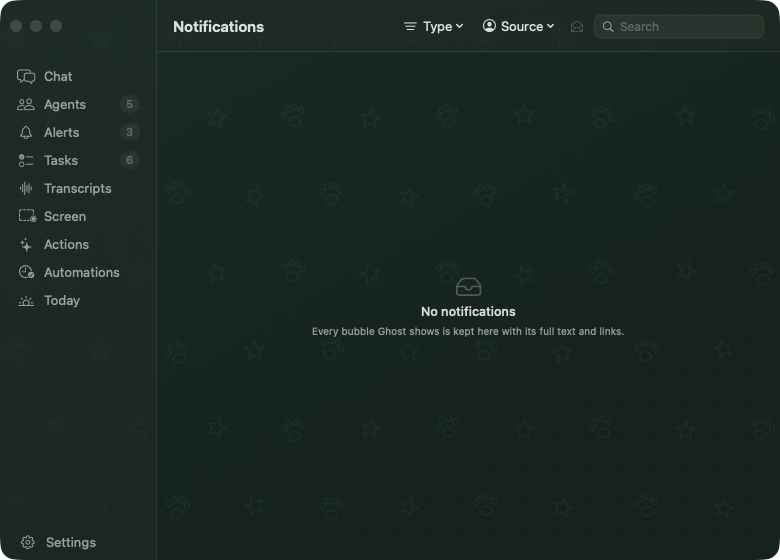 Notifications
Type
Source
Search
Chat
Agents 5
Alerts 3
Tasks 6
Transcripts
Screen
Actions
Automations
Today
No notifications
Every bubble Ghost shows is kept here with its full text and links.
Settings